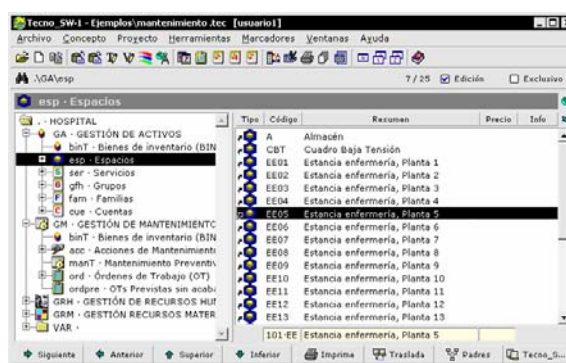 Tecno_SW-1 - Ejemplos\mantenimiento .tec [usuario1]
Archivo Concepto Proyecto Herramientas Marcadores Ventanas Ayuda
.\GA\esp 7 / 25 Edición Exclusivo
esp · Espacios
. - HOSPITAL
GA · GESTIÓN DE ACTIVOS
binT · Bienes de inventario (BIN
esp · Espacios
ser · Servicios
gfh · Grupos
fam · Familias
cue · Cuentas
GM · GESTIÓN DE MANTENIMIENTO
binT · Bienes de inventario (BIN
acc · Acciones de Mantenimient
manT · Mantenimiento Preventiv
ord · Órdenes de Trabajo (OT)
ordpre · OTs Previstas sin acab
GRH · GESTIÓN DE RECURSOS HUM
GRM · GESTIÓN RECURSOS MATER
VAR ·
Tipo Código Resumen Precio Info
A Almacén
CBT Cuadro Baja Tensión
EE01 Estancia enfermería, Planta 1
EE02 Estancia enfermería, Planta 2
EE03 Estancia enfermería, Planta 3
EE04 Estancia enfermería, Planta 4
EE05 Estancia enfermería, Planta 5
EE06 Estancia enfermería, Planta 6
EE07 Estancia enfermería, Planta 7
EE08 Estancia enfermería, Planta 8
EE09 Estancia enfermería, Planta 9
EE10 Estancia enfermería, Planta 10
EE11 Estancia enfermería, Planta 11
EE12 Estancia enfermería, Planta 12
EE13 Estancia enfermería, Planta 13
101-EE Estancia enfermería, Planta 5
Siguiente Anterior Superior Inferior Imprime Traslada Padres Tecno_S...